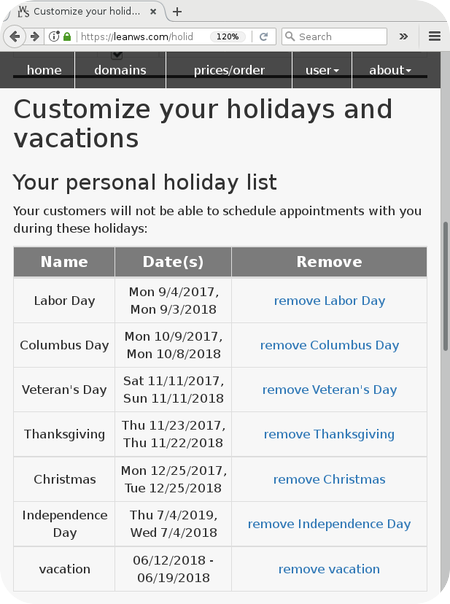 Customize your holid...
https://leanws.com/holid
120%
Search
home
domains
prices/order
user
about
Customize your holidays and
vacations
Your personal holiday list
Your customers will not be able to schedule appointments with you
during these holidays:
Name Date(s) Remove
Labor Day Mon 9/4/2017, remove Labor Day
Mon 9/3/2018
Columbus Day Mon 10/9/2017, remove Columbus Day
Mon 10/8/2018
Veteran's Day Sat 11/11/2017, remove Veteran's Day
Sun 11/11/2018
Thanksgiving Thu 11/23/2017, remove Thanksgiving
Thu 11/22/2018
Christmas Mon 12/25/2017, remove Christmas
Tue 12/25/2018
Independence Thu 7/4/2019, remove Independence Day
Day Wed 7/4/2018
vacation 06/12/2018 - remove vacation
06/19/2018